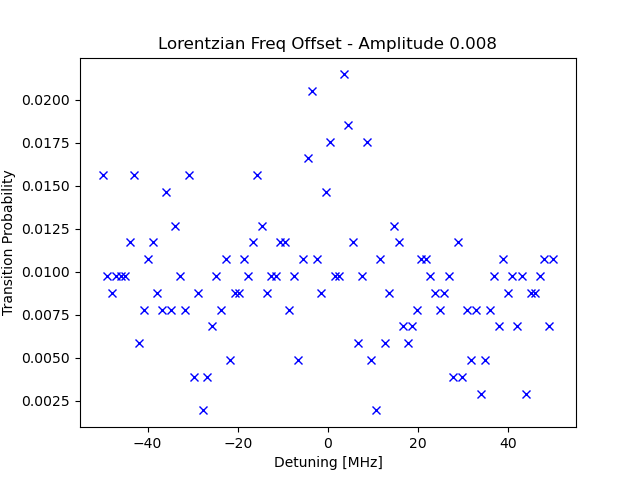 Lorentzian Freq Offset - Amplitude 0.008
Transition Probability
0.0200
0.0175
0.0150
0.0125
0.0100
0.0075
0.0050
0.0025
−40 −20 0 20 40
Detuning [MHz]